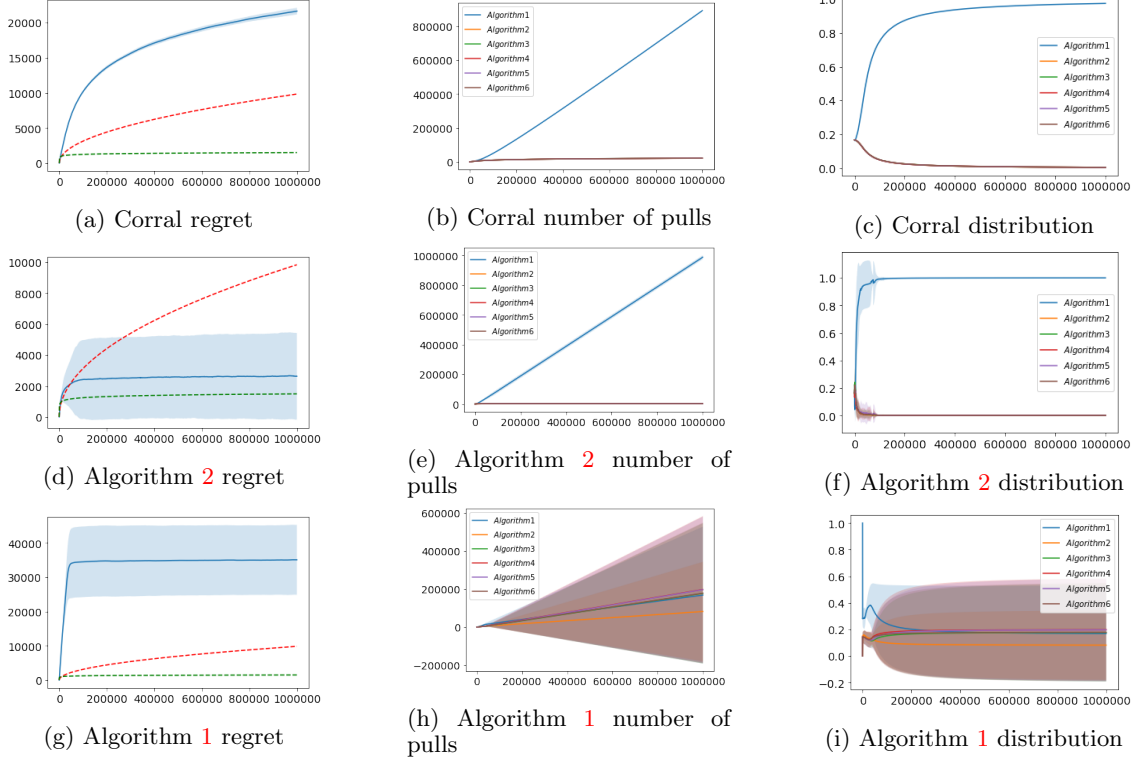 20000
15000
10000
5000
0
0 200000 400000 600000 800000 1000000
(a) Corral regret
800000
600000
400000
200000
0
Algorithm1
Algorithm2
Algorithm3
Algorithm4
Algorithm5
Algorithm6
0 200000 400000 600000 800000 1000000
(b) Corral number of pulls
1.0
0.8
0.6
0.4
0.2
0.0
Algorithm1
Algorithm2
Algorithm3
Algorithm4
Algorithm5
Algorithm6
0 200000 400000 600000 800000 1000000
(c) Corral distribution
10000
8000
6000
4000
2000
0
0 200000 400000 600000 800000 1000000
(d) Algorithm 2 regret
1000000
800000
600000
400000
200000
0
Algorithm1
Algorithm2
Algorithm3
Algorithm4
Algorithm5
Algorithm6
0 200000 400000 600000 800000 1000000
(e) Algorithm 2 number of
pulls
1.0
0.8
0.6
0.4
0.2
0.0
Algorithm1
Algorithm2
Algorithm3
Algorithm4
Algorithm5
Algorithm6
0 200000 400000 600000 800000 1000000
(f) Algorithm 2 distribution
40000
30000
20000
10000
0
0 200000 400000 600000 800000 1000000
(g) Algorithm 1 regret
600000
400000
200000
0
−200000
Algorithm1
Algorithm2
Algorithm3
Algorithm4
Algorithm5
Algorithm6
0 200000 400000 600000 800000 1000000
(h) Algorithm 1 number of
pulls
1.0
0.8
0.6
0.4
0.2
0.0
−0.2
Algorithm1
Algorithm2
Algorithm3
Algorithm4
Algorithm5
Algorithm6
0 200000 400000 600000 800000 1000000
(i) Algorithm 1 distribution